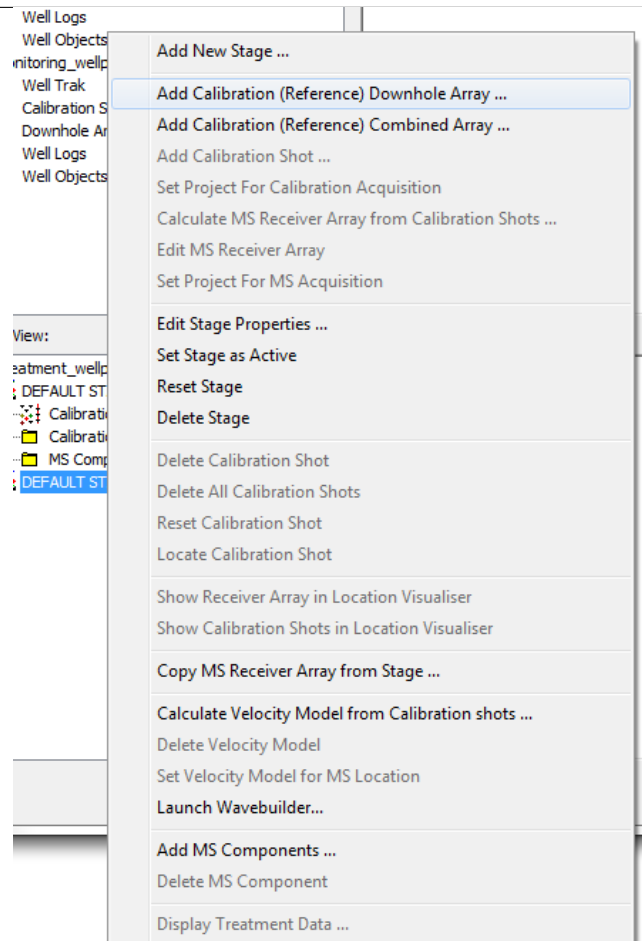 Well Logs
Well Objects
Well Trak
Calibration S
Downhole Ar
Well Logs
Well Objects
View:
DEFAULT ST
Calibrati
Calibrati
MS Comp
DEFAULT ST
Add New Stage ...
Add Calibration (Reference) Downhole Array ...
Add Calibration (Reference) Combined Array ...
Add Calibration Shot ...
Set Project For Calibration Acquisition
Calculate MS Receiver Array from Calibration Shots ...
Edit MS Receiver Array
Set Project For MS Acquisition
Edit Stage Properties ...
Set Stage as Active
Reset Stage
Delete Stage
Delete Calibration Shot
Delete All Calibration Shots
Reset Calibration Shot
Locate Calibration Shot
Show Receiver Array in Location Visualiser
Show Calibration Shots in Location Visualiser
Copy MS Receiver Array from Stage ...
Calculate Velocity Model from Calibration shots ...
Delete Velocity Model
Set Velocity Model for MS Location
Launch Wavebuilder...
Add MS Components ...
Delete MS Component
Display Treatment Data ...